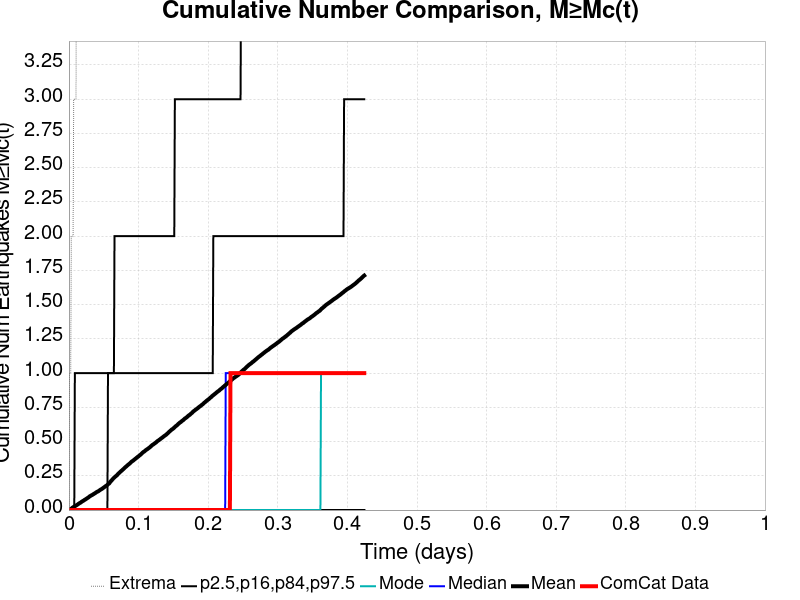 Cumulative Number Comparison, M≥Mc(t)
Cumulative Num Earthquakes M≥Mc(t)
3.25
3.00
2.75
2.50
2.25
2.00
1.75
1.50
1.25
1.00
0.75
0.50
0.25
0.00
0 0.1 0.2 0.3 0.4 0.5 0.6 0.7 0.8 0.9 1
Time (days)
Extrema p2.5,p16,p84,p97.5 Mode Median Mean ComCat Data